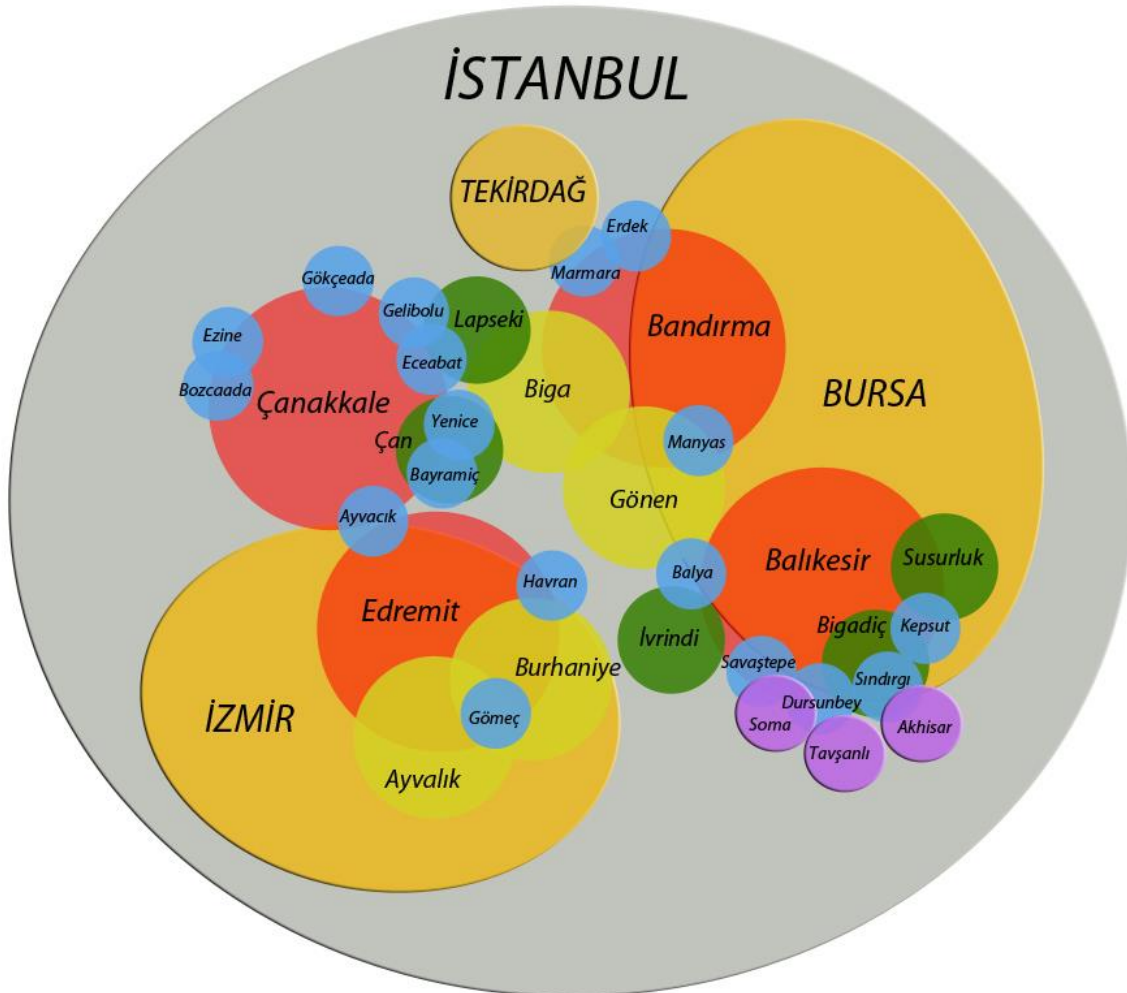 İSTANBUL
TEKİRDAĞ
Erdek
Marmara
Gökçeada
Gelibolu
Lapseki
Bandırma
Ezine
Eceabat
Bozcaada
Çanakkale
Biga
BURSA
Yenice
Çan
Manyas
Bayramiç
Gönen
Ayvacık
Susurluk
Balıkesir
Balya
Havran
Edremit
Bigadiç
Kepsut
İvrindi
Burhaniye
Savaştepe
Sındırgı
Dursunbey
İZMİR
Gömeç
Soma
Akhisar
Tavşanlı
Ayvalık